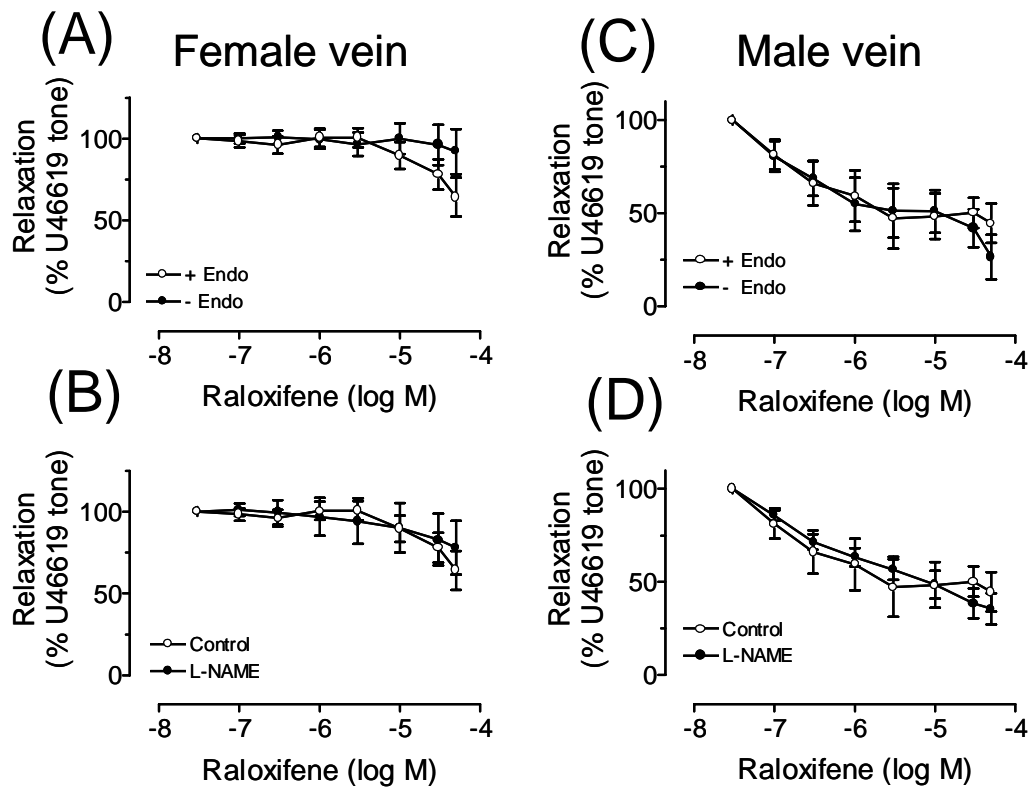 (A)
Female vein
Relaxation
(% U46619 tone)
100
50
0
+ Endo
- Endo
-8 -7 -6 -5 -4
Raloxifene (log M)
(B)
Relaxation
(% U46619 tone)
100
50
0
Control
L-NAME
-8 -7 -6 -5 -4
Raloxifene (log M)
(C)
Male vein
Relaxation
(% U46619 tone)
100
50
0
+ Endo
- Endo
-8 -7 -6 -5 -4
Raloxifene (log M)
(D)
Relaxation
(% U46619 tone)
100
50
0
Control
L-NAME
-8 -7 -6 -5 -4
Raloxifene (log M)